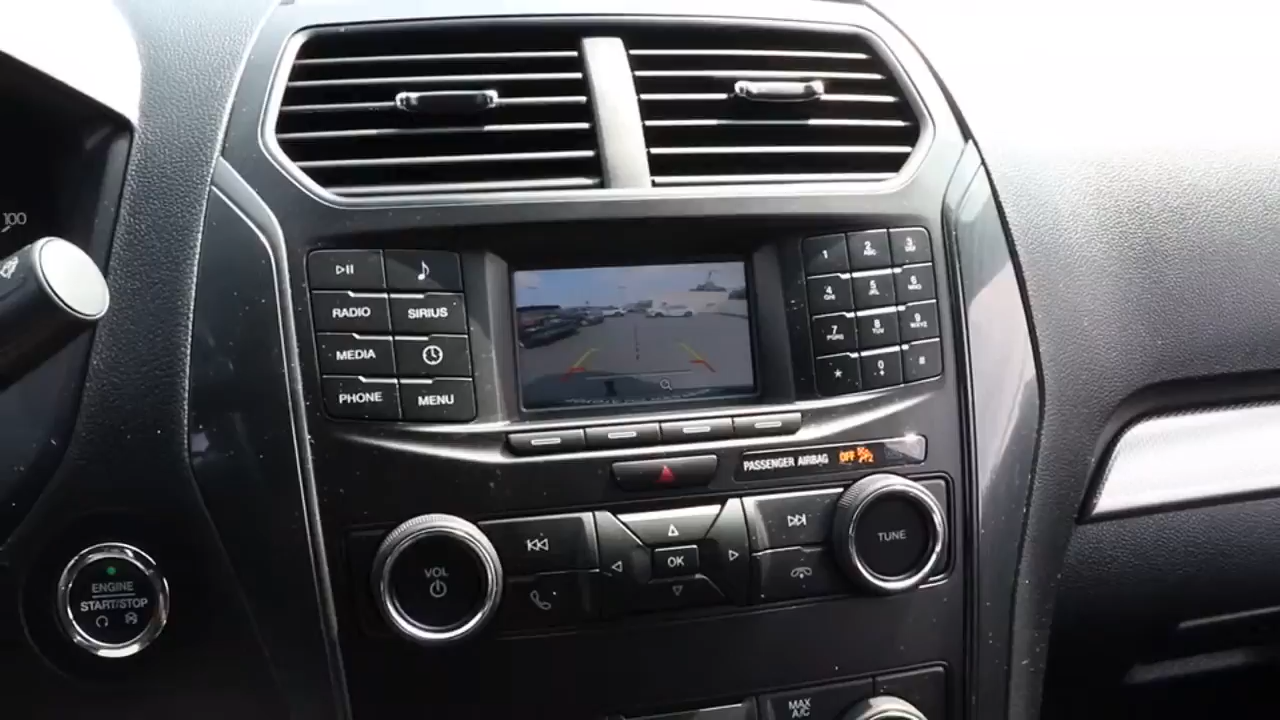 100
RADIO
SIRIUS
MEDIA
PHONE
MENU
1
2
ABC
3
DEF
4
GHI
5
JKL
6
MNO
7
PQRS
8
TUV
9
WXYZ
*
0
+
#
PASSENGER AIRBAG OFF
VOL
OK
TUNE
ENGINE
START/STOP
MAX
A/C